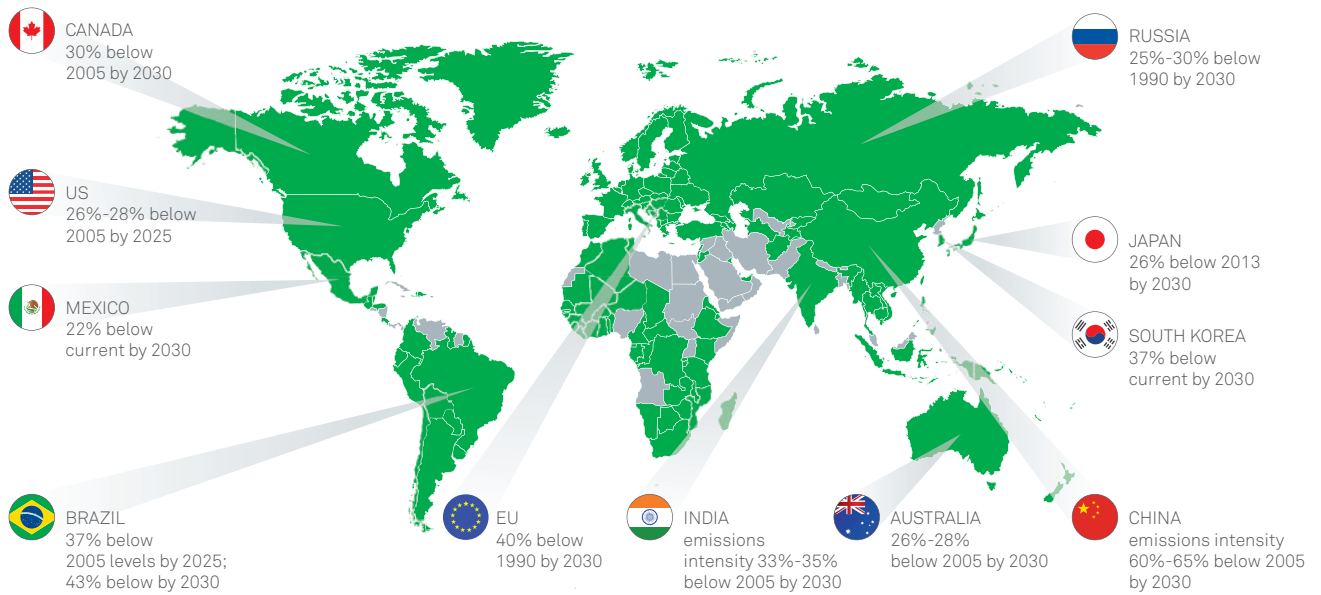 CANADA
30% below
2005 by 2030
US
26%-28% below
2005 by 2025
MEXICO
22% below
current by 2030
BRAZIL
37% below
2005 levels by 2025;
43% below by 2030
EU
40% below
1990 by 2030
INDIA
emissions
intensity 33%-35%
below 2005 by 2030
AUSTRALIA
26%-28%
below 2005 by 2030
RUSSIA
25%-30% below
1990 by 2030
JAPAN
26% below 2013
by 2030
SOUTH KOREA
37% below
current by 2030
CHINA
emissions intensity
60%-65% below 2005
by 2030